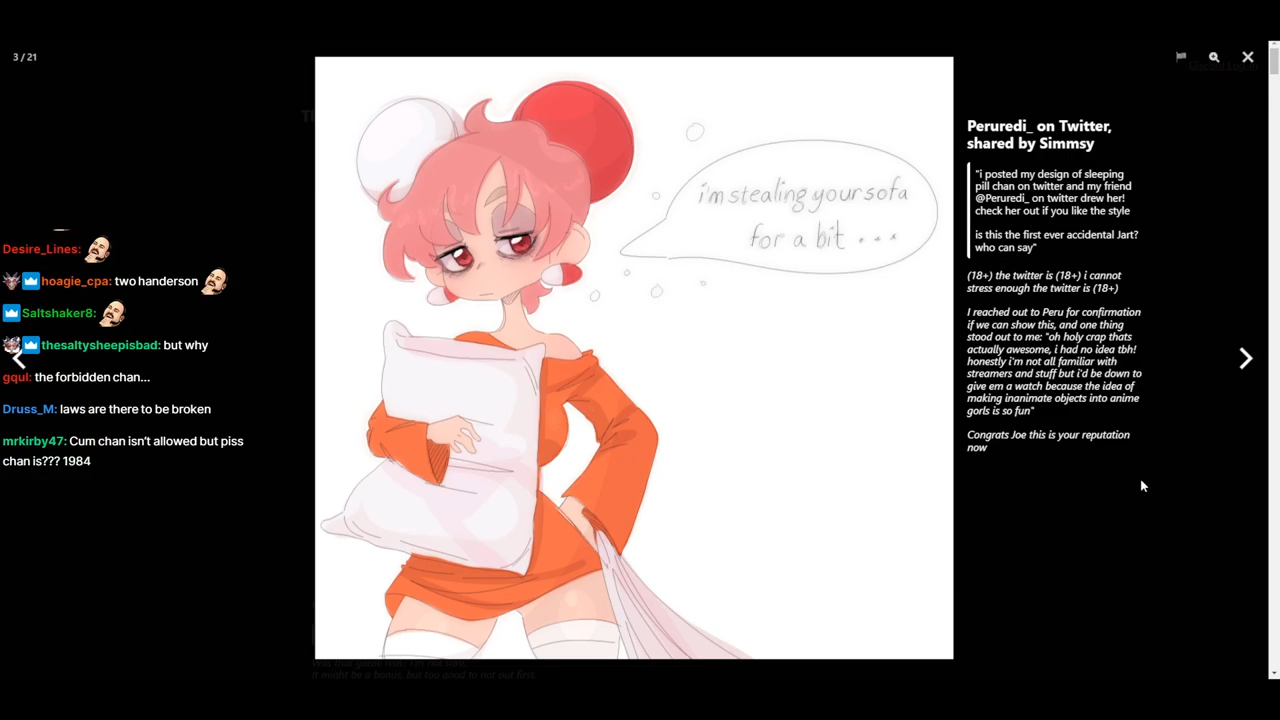 3 / 21
Desire_Lines:
hoagie_cpa: two handerson
Saltshaker8:
thesaltysheepisbad: but why
gqul: the forbidden chan...
Druss_M: laws are there to be broken
mrkirby47: Cum chan isn't allowed but piss
chan is??? 1984
i'm stealing your sofa
for a bit ...
Peruredi_ on Twitter,
shared by Simmsy
"i posted my design of sleeping
pill chan on twitter and my friend
@Peruredi_ on twitter drew her!
check her out if you like the style
is this the first ever accidental Jart?
who can say"
(18+) the twitter is (18+) i cannot
stress enough the twitter is (18+)
I reached out to Peru for confirmation
if we can show this, and one thing
stood out to me: "oh holy crap thats
actually awesome, i had no idea tbh!
honestly i'm not all familiar with
streamers and stuff but i'd be down to
give em a watch because the idea of
making inanimate objects into anime
gorls is so fun"
Congrats Joe this is your reputation
now